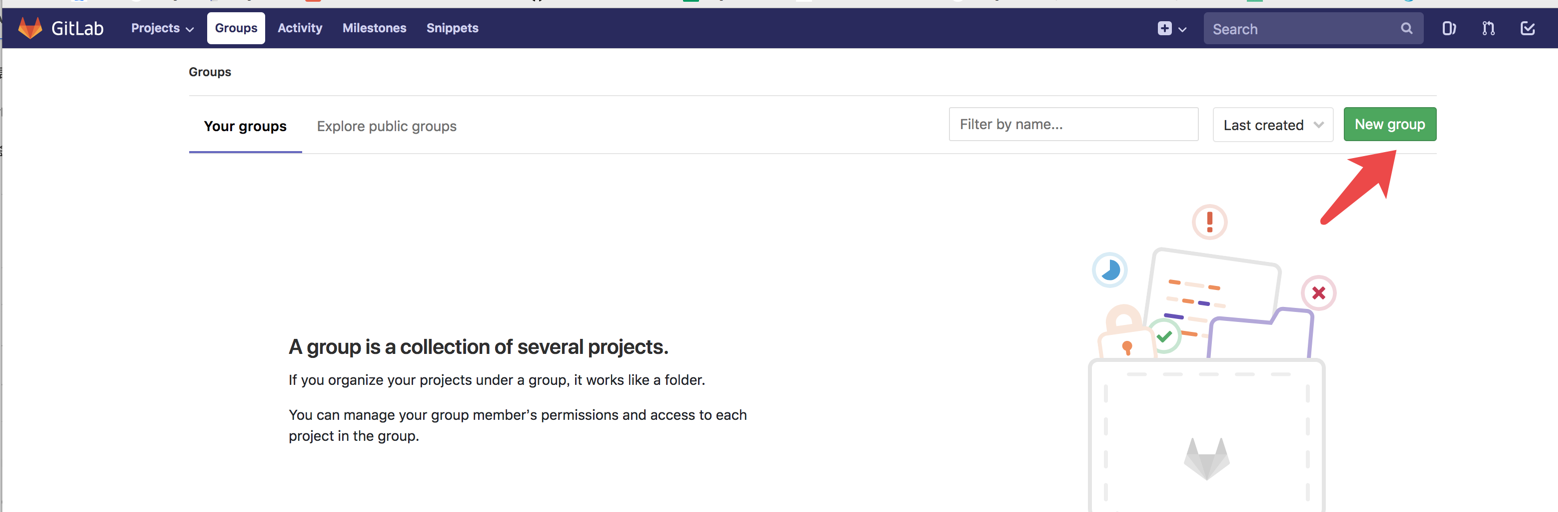 GitLab Projects Groups Activity Milestones Snippets Search
Groups
Your groups Explore public groups Filter by name... Last created New group
A group is a collection of several projects.
If you organize your projects under a group, it works like a folder.
You can manage your group member's permissions and access to each
project in the group.